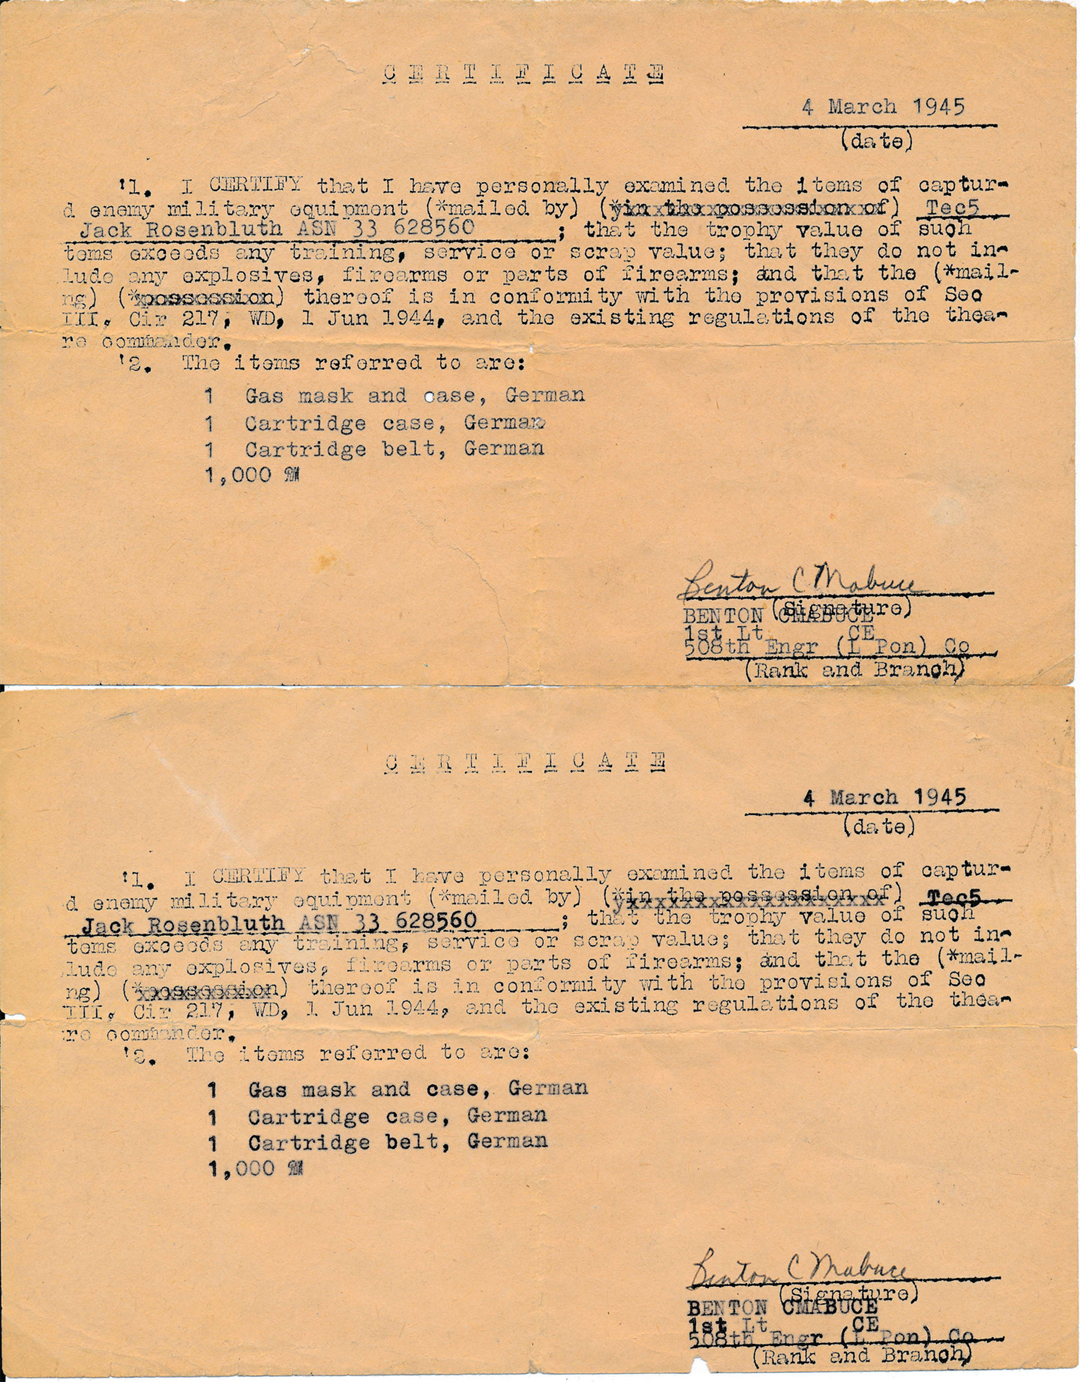 C E R T I F I C A T E
4 March 1945
(date)
'1. I CERTIFY that I have personally examined the items of captur-
d enemy military equipment (*mailed by) (*in the possession of) Tec5
Jack Rosenbluth ASN 33 628560 ; that the trophy value of such
tems exceeds any training, service or scrap value; that they do not in-
lude any explosives, firearms or parts of firearms; and that the (*mail-
ng) (*possession) thereof is in conformity with the provisions of Sec
III, Cir 217, WD, 1 Jun 1944, and the existing regulations of the thea-
re commander.
'2. The items referred to are:
1 Gas mask and case, German
1 Cartridge case, German
1 Cartridge belt, German
1,000
Benton C Mabuce
(Signature)
BENTON CMABUCE
1st Lt CE
508th Engr (L Pon) Co
(Rank and Branch)
C E R T I F I C A T E
4 March 1945
(date)
'1. I CERTIFY that I have personally examined the items of captur-
d enemy military equipment (*mailed by) (*in the possession of) Tec5
Jack Rosenbluth ASN 33 628560 ; that the trophy value of such
tems exceeds any training, service or scrap value; that they do not in-
lude any explosives, firearms or parts of firearms; and that the (*mail-
ng) (*possession) thereof is in conformity with the provisions of Sec
III, Cir 217, WD, 1 Jun 1944, and the existing regulations of the thea-
re commander.
'2. The items referred to are:
1 Gas mask and case, German
1 Cartridge case, German
1 Cartridge belt, German
1,000
Benton C Mabuce
(Signature)
BENTON CMABUCE
1st Lt CE
508th Engr (L Pon) Co
(Rank and Branch)